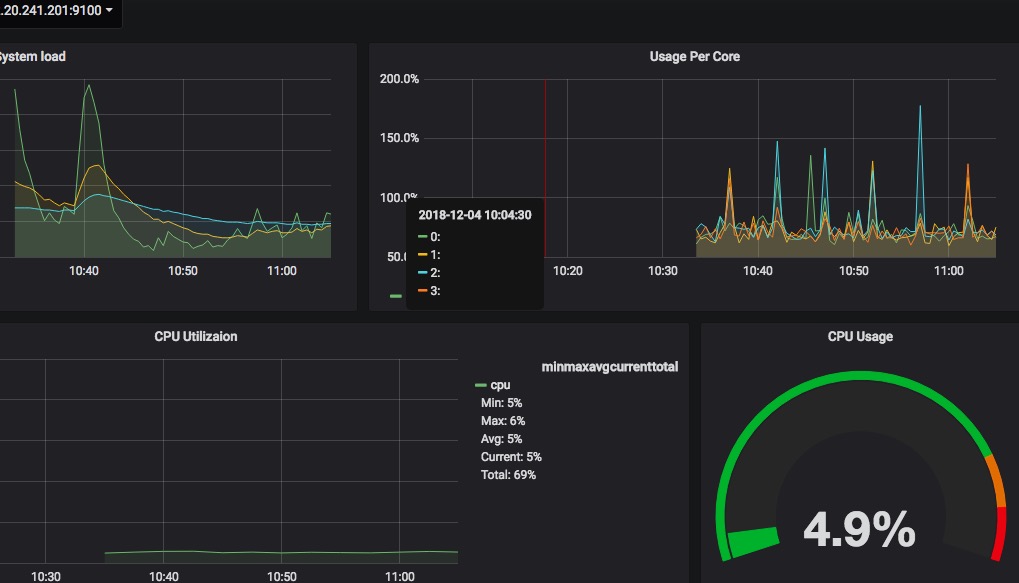 .20.241.201:9100
System load
Usage Per Core
200.0%
150.0%
100.0%
50.0
2018-12-04 10:04:30
0:
1:
2:
3:
10:40
10:50
11:00
10:20
10:30
10:40
10:50
11:00
CPU Utilizaion
CPU Usage
minmaxavgcurrenttotal
cpu
Min: 5%
Max: 6%
Avg: 5%
Current: 5%
Total: 69%
4.9%
10:30
10:40
10:50
11:00